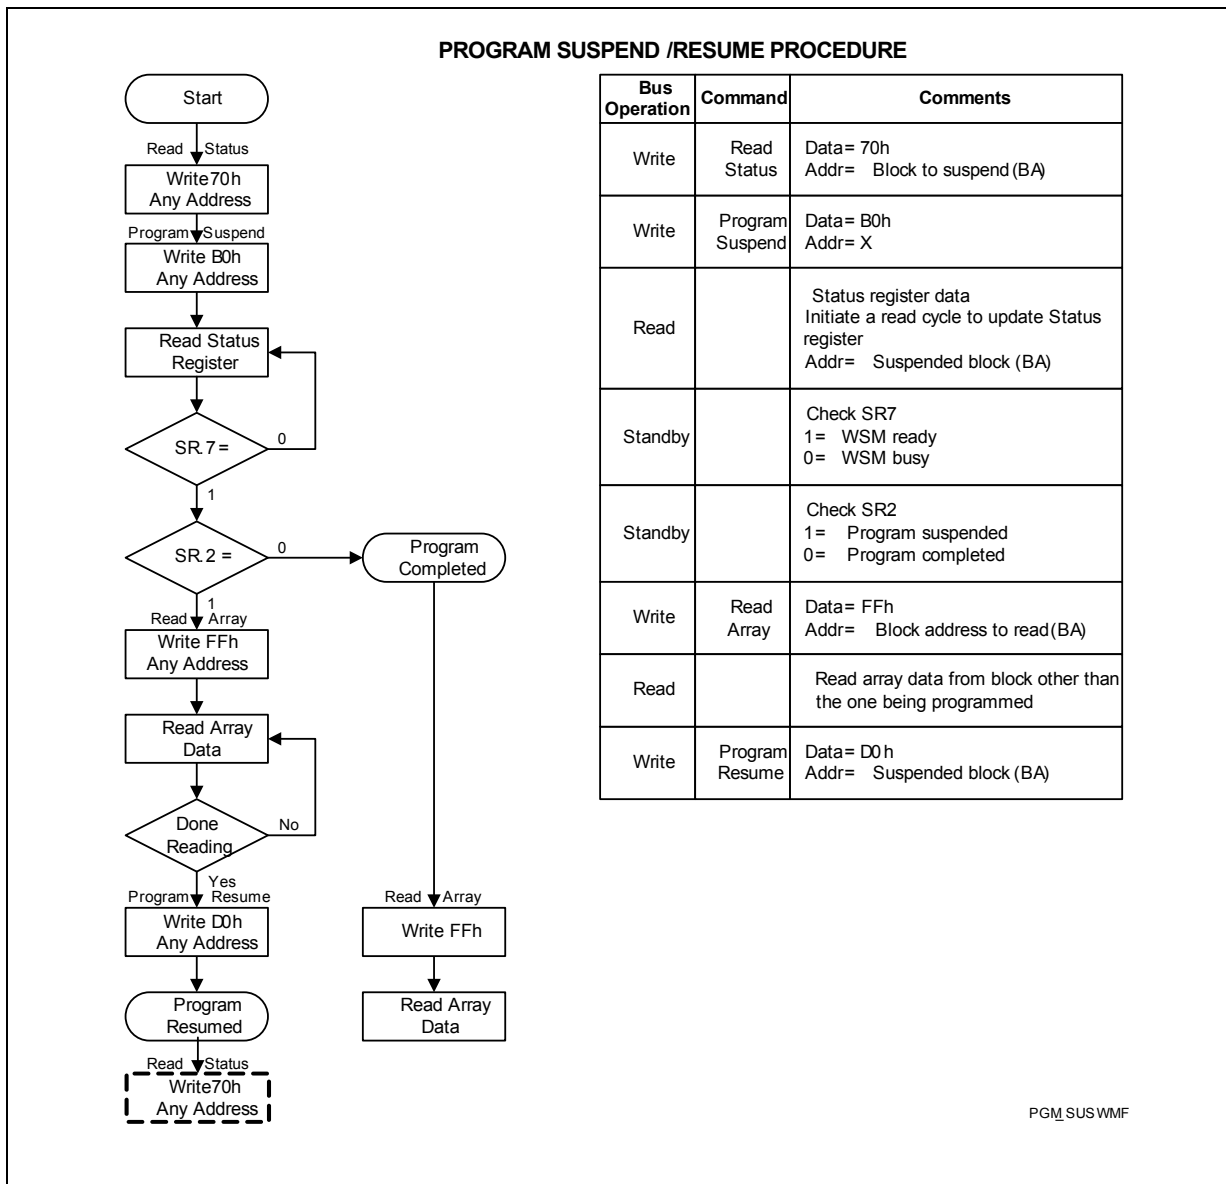 PROGRAM SUSPEND /RESUME PROCEDURE
Start
Read Status
Write70h
Any Address
Program Suspend
Write B0h
Any Address
Read Status
Register
SR.7 =
0
1
SR.2 =
0
Program
Completed
1
Read Array
Write FFh
Any Address
Read Array
Data
Done
Reading
No
Yes
Program Resume
Write D0h
Any Address
Program
Resumed
Read Status
Write70h
Any Address
Read Array
Write FFh
Read Array
Data
Bus
Operation
Command
Comments
Write
Read
Status
Data= 70h
Addr= Block to suspend (BA)
Write
Program
Suspend
Data= B0h
Addr= X
Read
Status register data
Initiate a read cycle to update Status
register
Addr= Suspended block (BA)
Standby
Check SR7
1= WSM ready
0= WSM busy
Standby
Check SR2
1= Program suspended
0= Program completed
Write
Read
Array
Data= FFh
Addr= Block address to read (BA)
Read
Read array data from block other than
the one being programmed
Write
Program
Resume
Data= D0h
Addr= Suspended block (BA)
PGM_SUSWMF